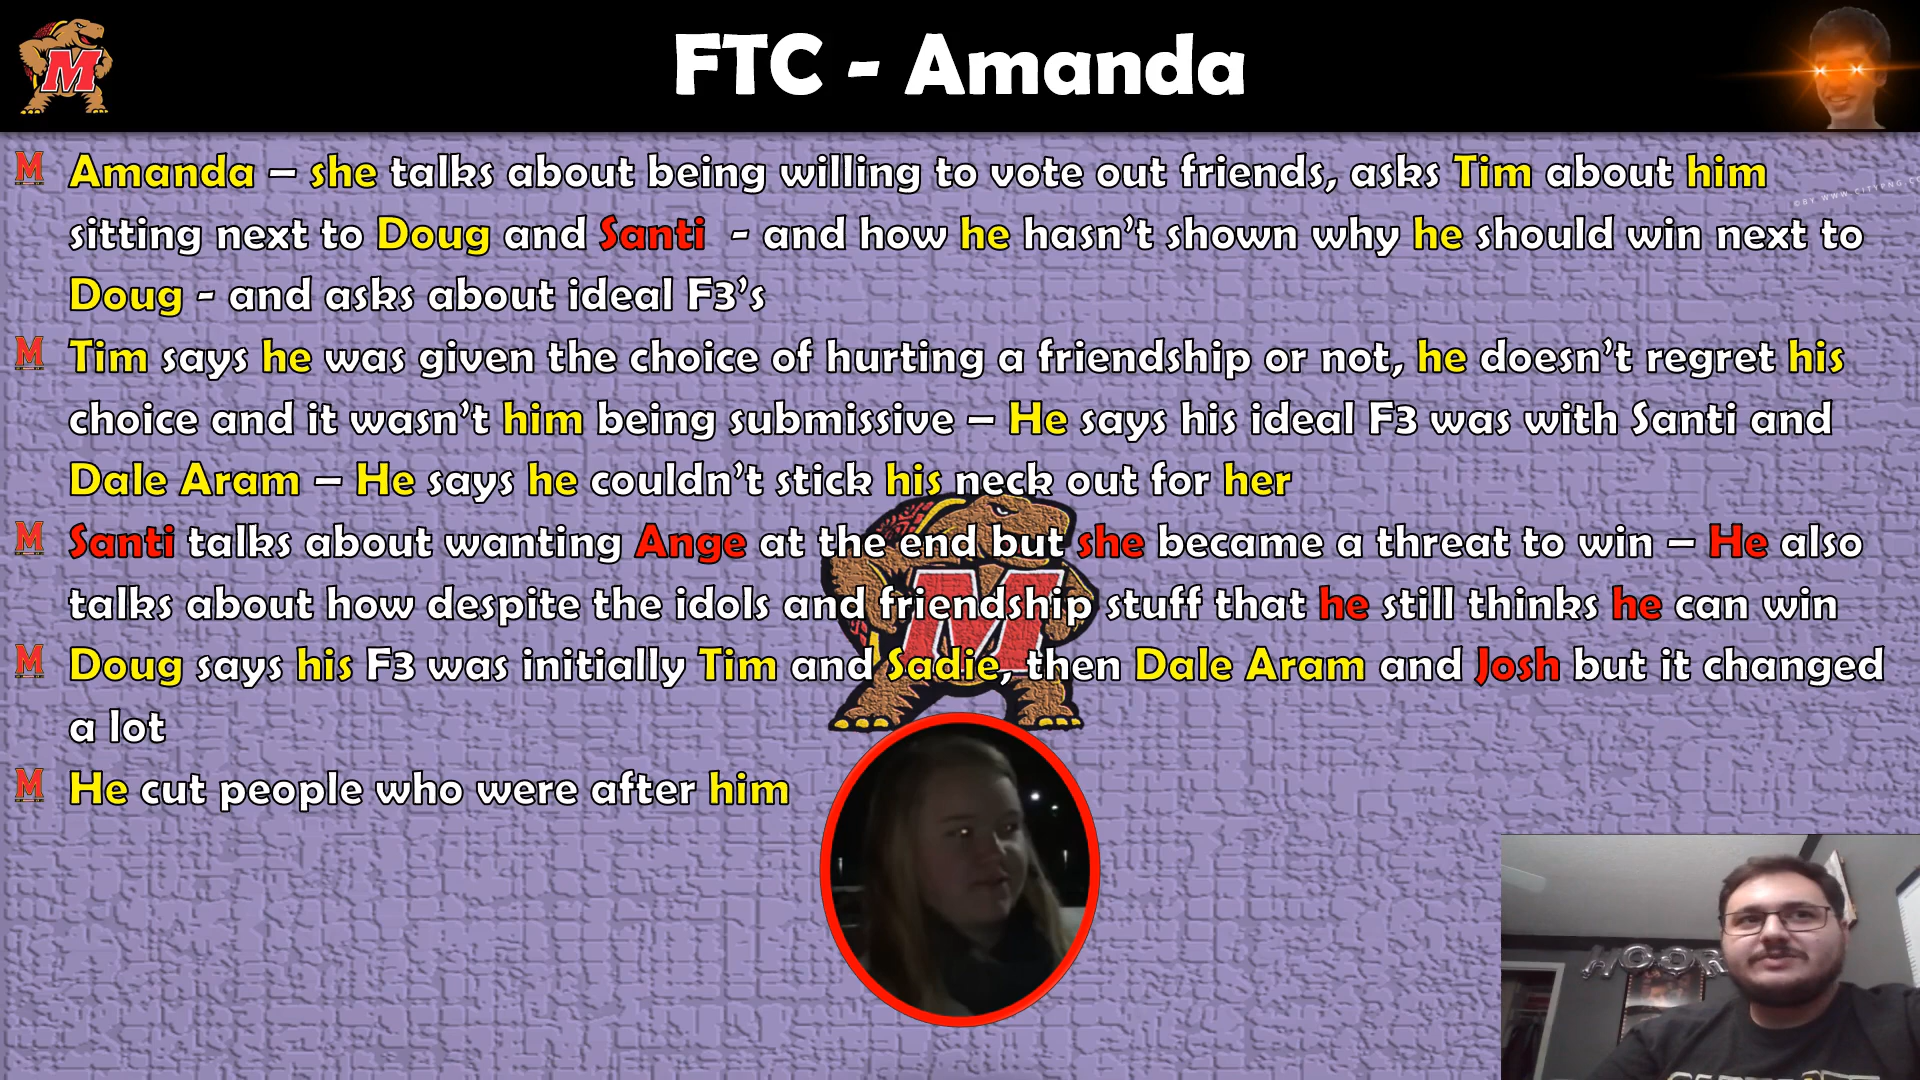 FTC - Amanda
©BY WWW.CITYPNG.CO
Amanda – she talks about being willing to vote out friends, asks Tim about him
sitting next to Doug and Santi - and how he hasn't shown why he should win next to
Doug - and asks about ideal F3's
Tim says he was given the choice of hurting a friendship or not, he doesn't regret his
choice and it wasn't him being submissive – He says his ideal F3 was with Santi and
Dale Aram – He says he couldn't stick his neck out for her
Santi talks about wanting Ange at the end but she became a threat to win – He also
talks about how despite the idols and friendship stuff that he still thinks he can win
Doug says his F3 was initially Tim and Sadie, then Dale Aram and Josh but it changed
a lot
He cut people who were after him
HOOR